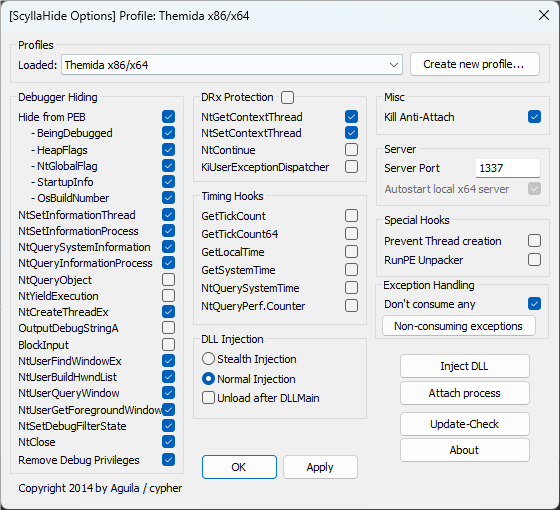 [ScyllaHide Options] Profile: Themida x86/x64
Profiles
Loaded: Themida x86/x64
Create new profile...
Debugger Hiding
Hide from PEB
- BeingDebugged
- HeapFlags
- NtGlobalFlag
- StartupInfo
- OsBuildNumber
NtSetInformationThread
NtSetInformationProcess
NtQuerySystemInformation
NtQueryInformationProcess
NtQueryObject
NtYieldExecution
NtCreateThreadEx
OutputDebugStringA
BlockInput
NtUserFindWindowEx
NtUserBuildHwndList
NtUserQueryWindow
NtUserGetForegroundWindow
NtSetDebugFilterState
NtClose
Remove Debug Privileges
DRx Protection
NtGetContextThread
NtSetContextThread
NtContinue
KiUserExceptionDispatcher
Timing Hooks
GetTickCount
GetTickCount64
GetLocalTime
GetSystemTime
NtQuerySystemTime
NtQueryPerf.Counter
DLL Injection
Stealth Injection
Normal Injection
Unload after DLLMain
OK
Apply
Misc
Kill Anti-Attach
Server
Server Port 1337
Autostart local x64 server
Special Hooks
Prevent Thread creation
RunPE Unpacker
Exception Handling
Don't consume any
Non-consuming exceptions
Inject DLL
Attach process
Update-Check
About
Copyright 2014 by Aguila / cypher